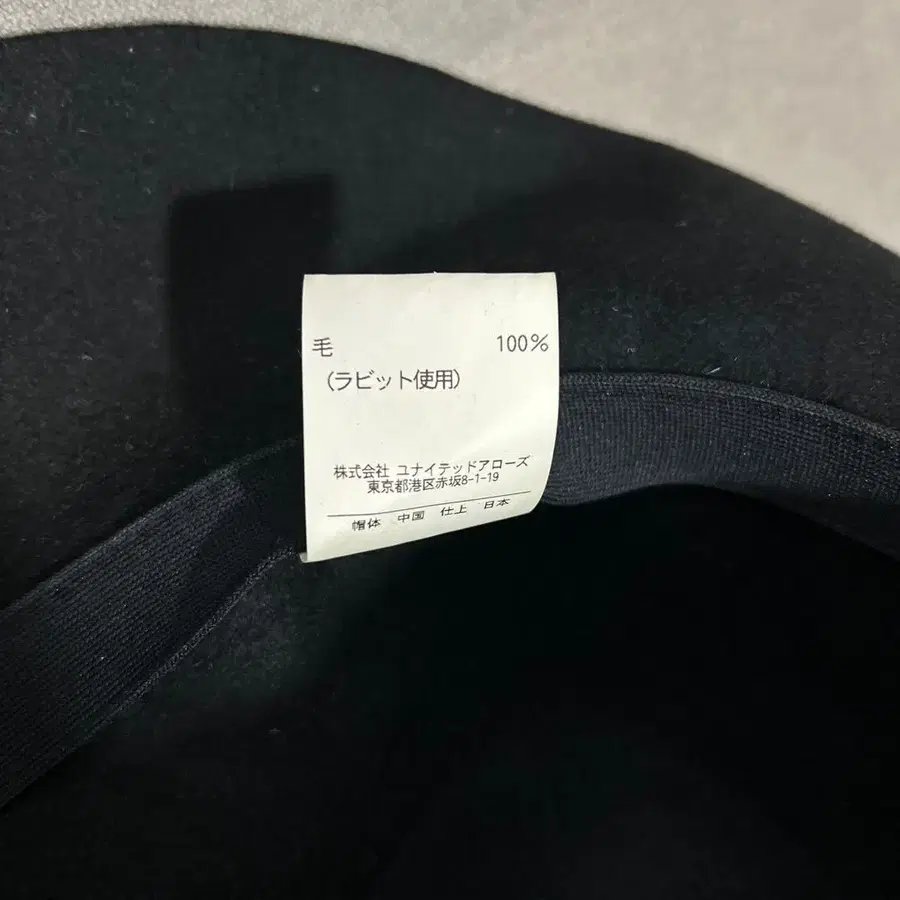 毛 100%
（ラビット使用）
株式会社 ユナイテッドアローズ
東京都港区赤坂8-1-19
帽体 中国 仕上 日本